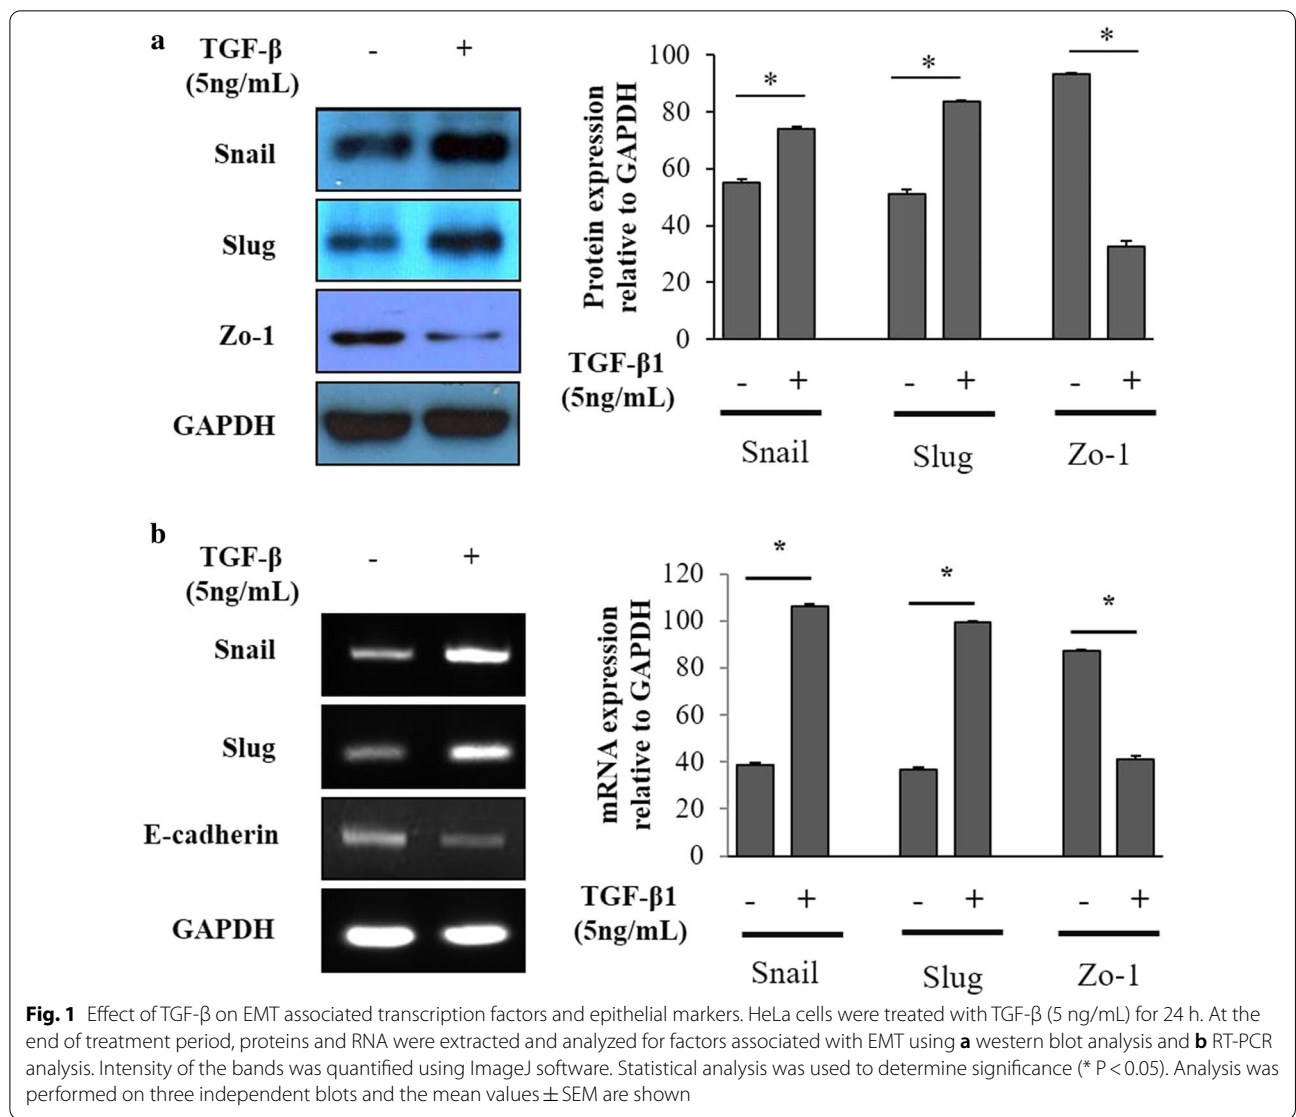 a
TGF-β - +
(5ng/mL)
Snail
Slug
Zo-1
GAPDH
Protein expression
relative to GAPDH
100
80
60
40
20
0
* * *
TGF-β1
(5ng/mL)
- + - + - +
Snail Slug Zo-1
b
TGF-β - +
(5ng/mL)
Snail
Slug
E-cadherin
GAPDH
mRNA expression
relative to GAPDH
120
100
80
60
40
20
0
* * *
TGF-β1
(5ng/mL)
- + - + - +
Snail Slug Zo-1
Fig. 1 Effect of TGF-β on EMT associated transcription factors and epithelial markers. HeLa cells were treated with TGF-β (5 ng/mL) for 24 h. At the
end of treatment period, proteins and RNA were extracted and analyzed for factors associated with EMT using a western blot analysis and b RT-PCR
analysis. Intensity of the bands was quantified using ImageJ software. Statistical analysis was used to determine significance (* P < 0.05). Analysis was
performed on three independent blots and the mean values ± SEM are shown